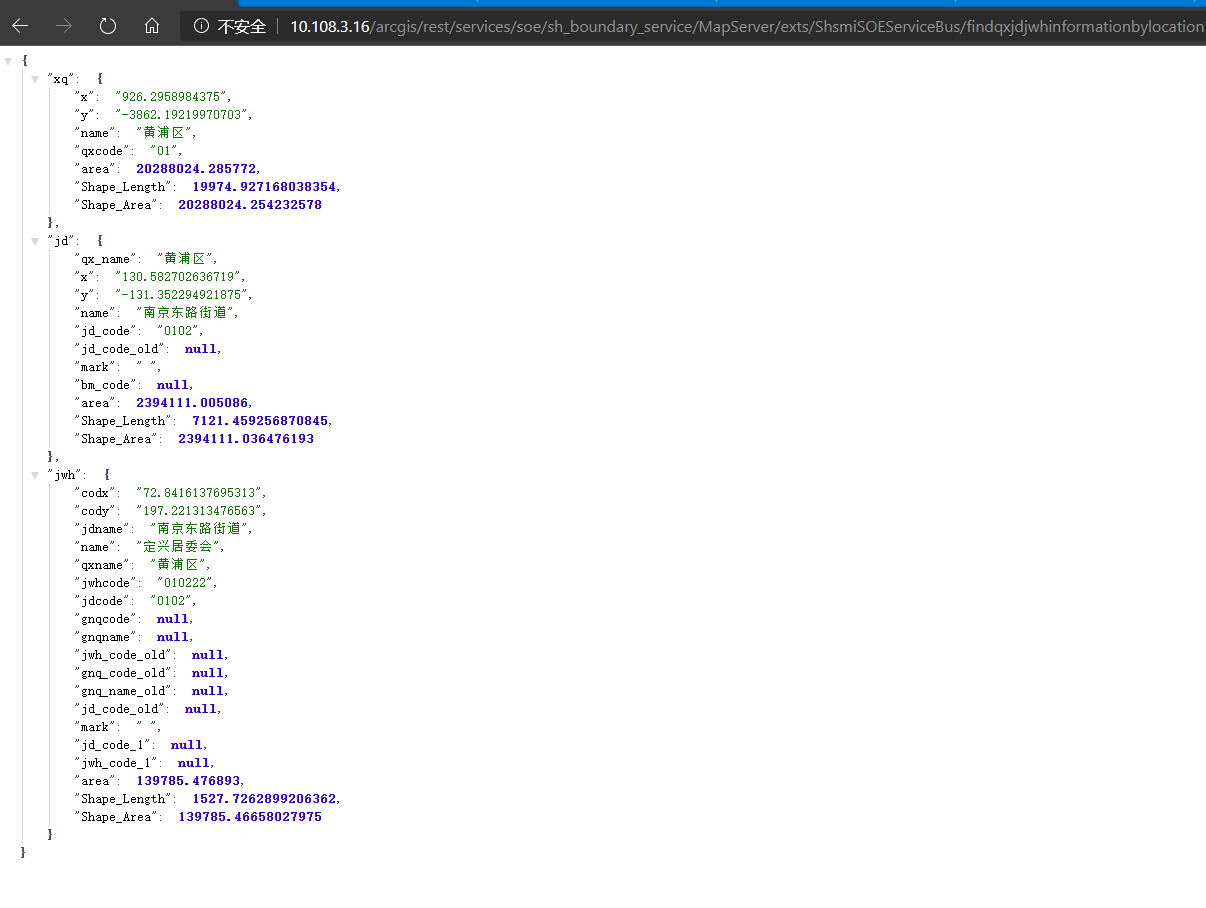 不安全 10.108.3.16/arcgis/rest/services/soe/sh_boundary_service/MapServer/exts/ShsmiSOEServiceBus/findqxjdjwhinformationbylocation
{
"xq": {
"x": "926.2958984375",
"y": "-3862.19219970703",
"name": "黄浦区",
"qxcode": "01",
"area": 20288024.285772,
"Shape_Length": 19974.927168038354,
"Shape_Area": 20288024.254232578
},
"jd": {
"qx_name": "黄浦区",
"x": "130.582702636719",
"y": "-131.352294921875",
"name": "南京东路街道",
"jd_code": "0102",
"jd_code_old": null,
"mark": " ",
"bm_code": null,
"area": 2394111.005086,
"Shape_Length": 7121.459256870845,
"Shape_Area": 2394111.036476193
},
"jwh": {
"codx": "72.8416137695313",
"cody": "197.221313476563",
"jdname": "南京东路街道",
"name": "定兴居委会",
"qxname": "黄浦区",
"jwhcode": "010222",
"jdcode": "0102",
"gnqcode": null,
"gnqname": null,
"jwh_code_old": null,
"gnq_code_old": null,
"gnq_name_old": null,
"jd_code_old": null,
"mark": " ",
"jd_code_1": null,
"jwh_code_1": null,
"area": 139785.476893,
"Shape_Length": 1527.7262899206362,
"Shape_Area": 139785.46658027975
}
}